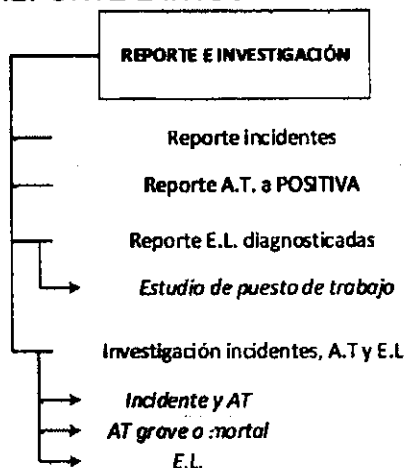 REPORTE E INVESTIGACIÓN
Reporte incidentes
Reporte A.T. a POSITIVA
Reporte E.L. diagnosticadas
Estudio de puesto de trabajo
Investigación incidentes, A.T y E.L
Incidente y AT
AT grave o mortal
E.L.